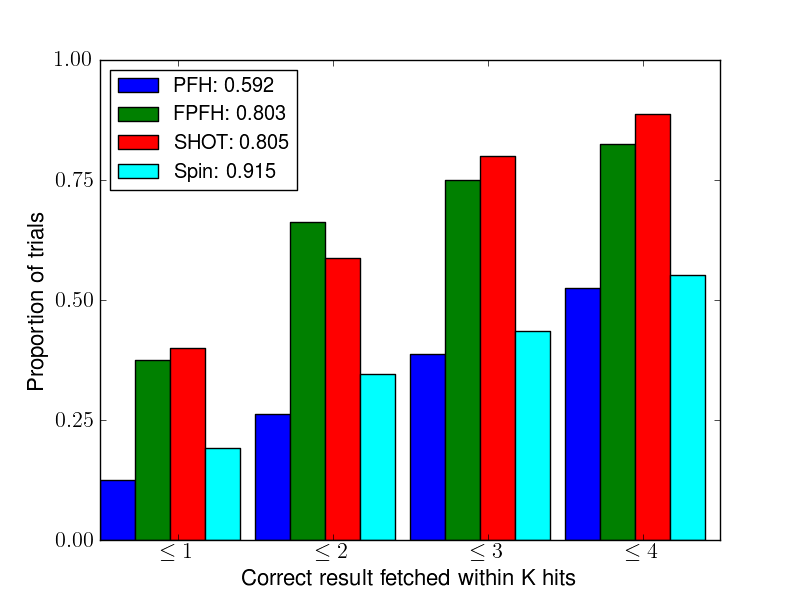 1.00
PFH: 0.592
FPFH: 0.803
SHOT: 0.805
Spin: 0.915
0.75
0.50
0.25
0.00
Proportion of trials
≤ 1 ≤ 2 ≤ 3 ≤ 4
Correct result fetched within K hits